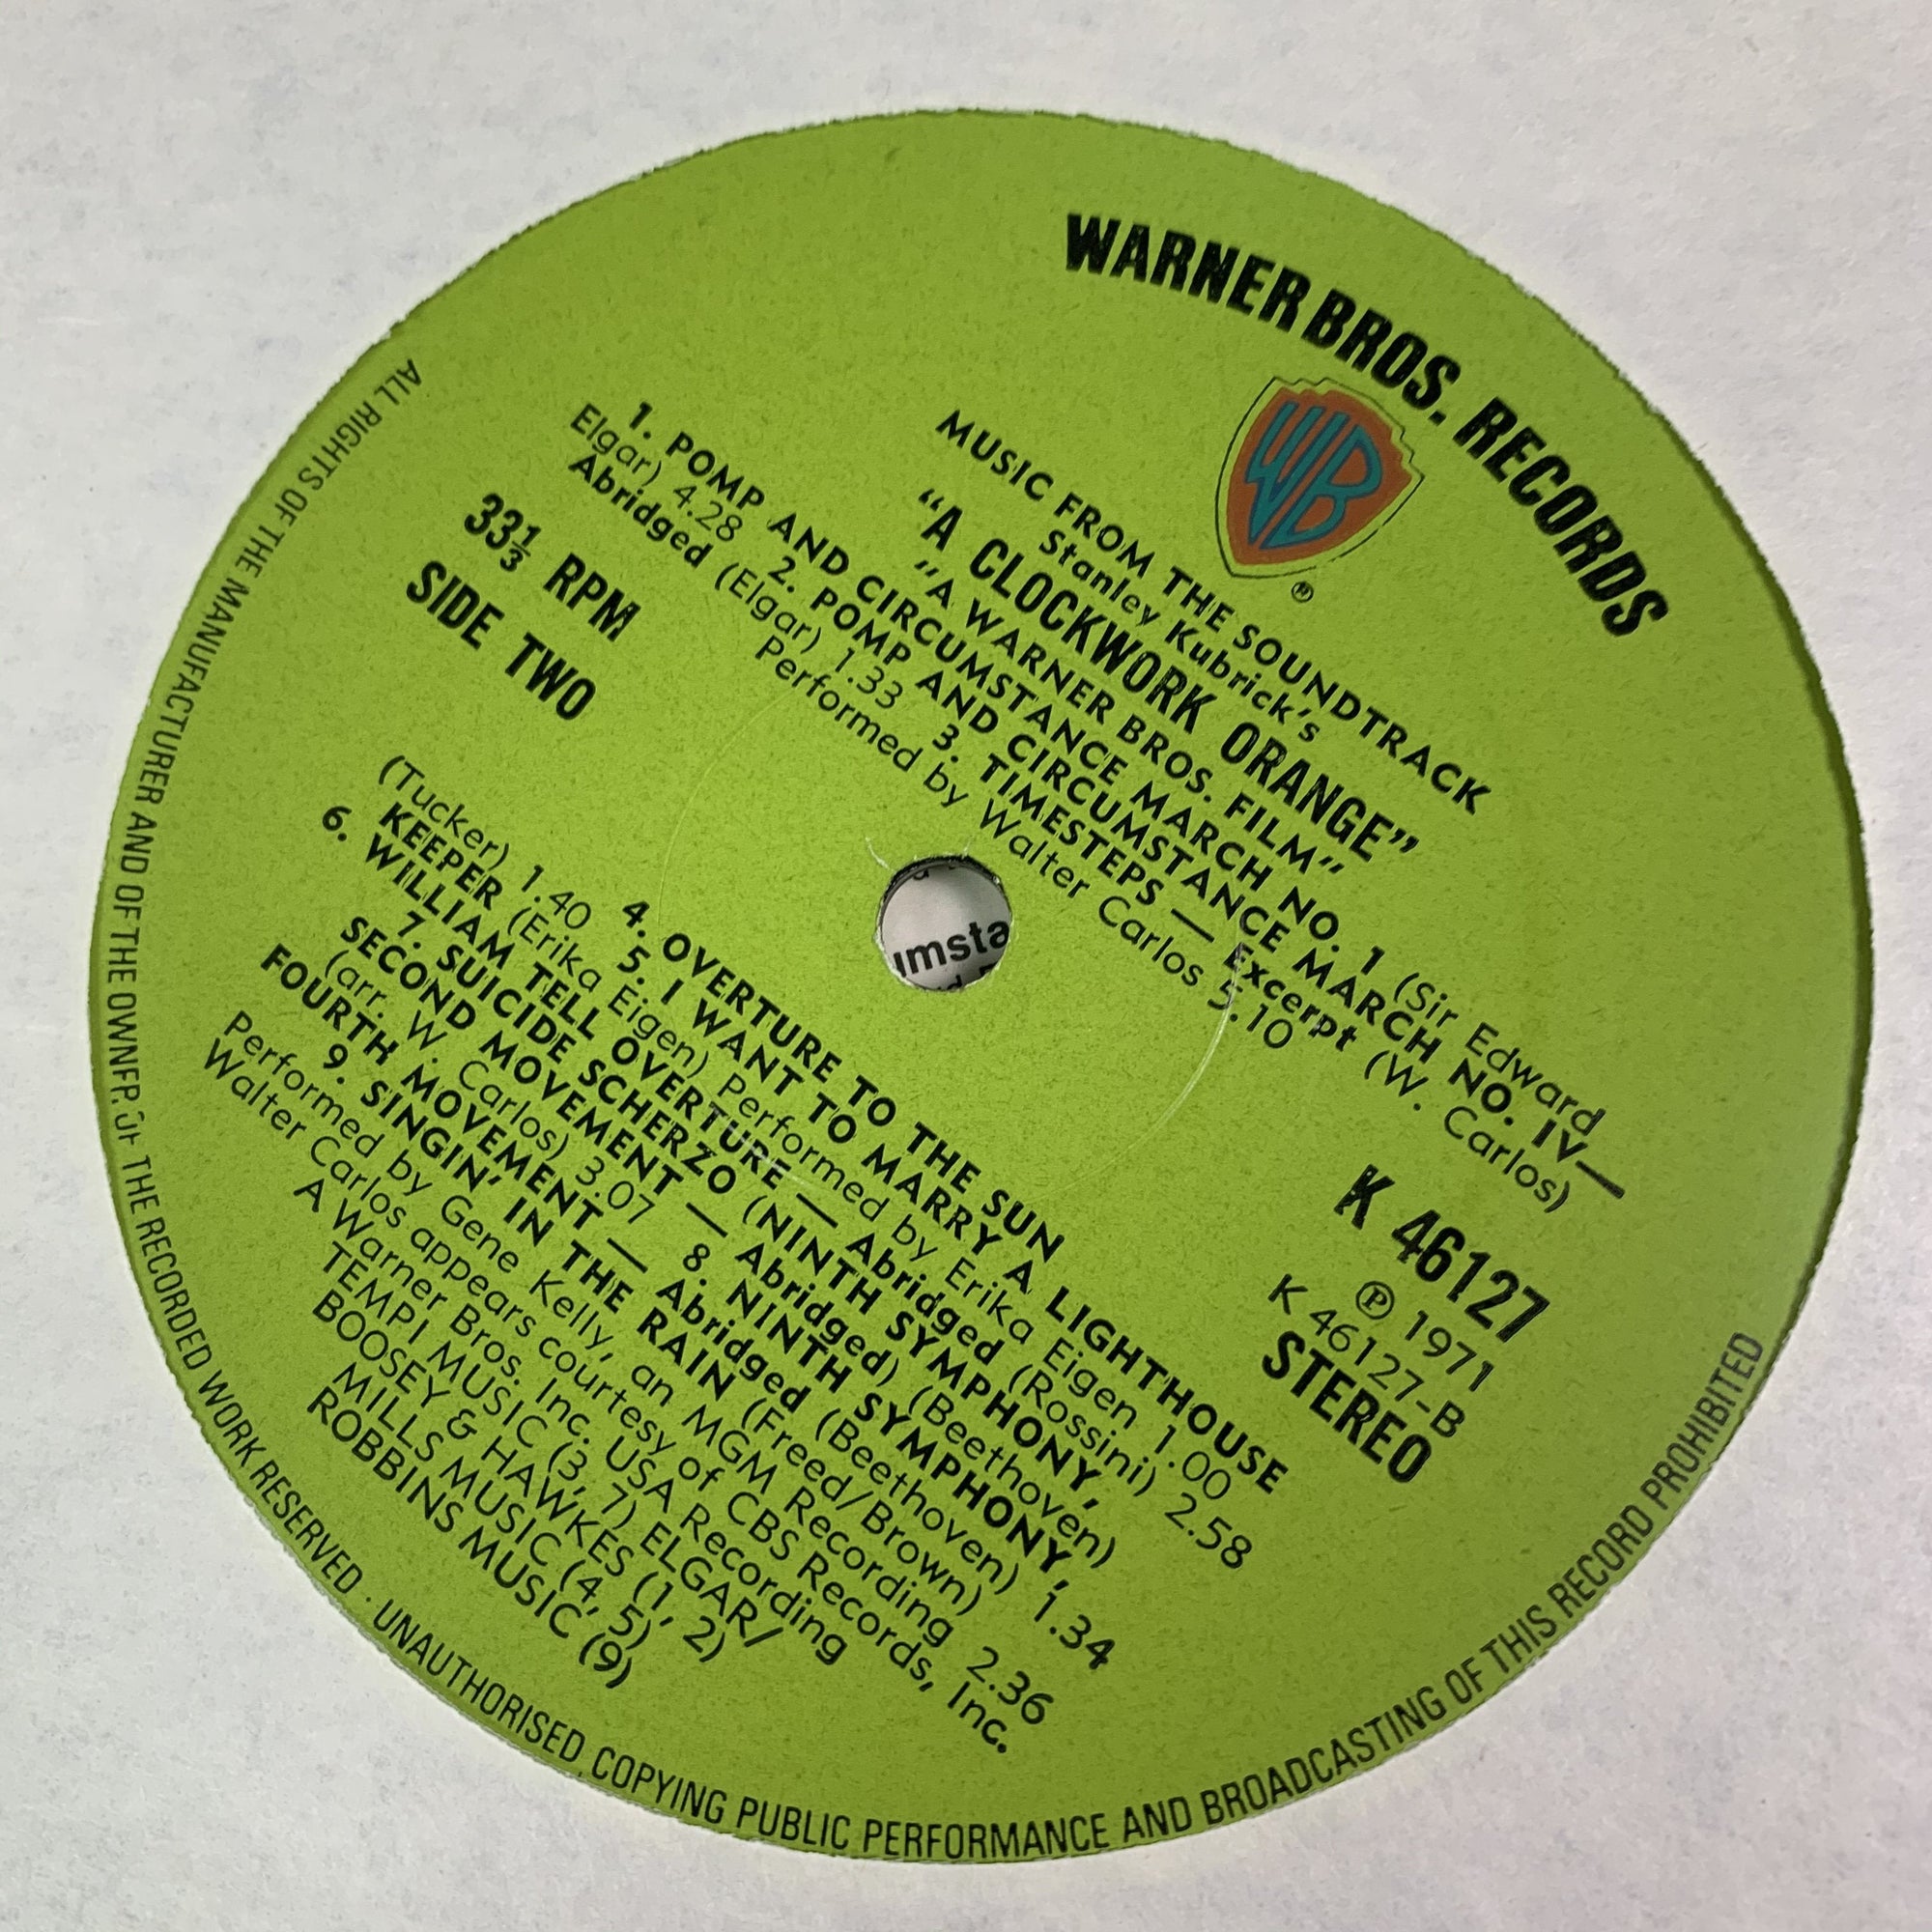 WARNER BROS. RECORDS
WB
®
MUSIC FROM THE SOUNDTRACK
Stanley Kubrick's
“A CLOCKWORK ORANGE”
“A WARNER BROS. FILM”
1. POMP AND CIRCUMSTANCE MARCH NO. 1 (Sir Edward
Elgar) 4.28 2. POMP AND CIRCUMSTANCE MARCH NO. IV—
Abridged (Elgar) 1.33 3. TIMESTEPS — Excerpt (W. Carlos)
Performed by Walter Carlos 5.10
33⅓ RPM
SIDE TWO
K 46127
℗ 1971
K 46127-B
STEREO
4. OVERTURE TO THE SUN
(Tucker) 1.40 5. I WANT TO MARRY A LIGHTHOUSE
KEEPER (Erika Eigen) Performed by Erika Eigen 1.00
6. WILLIAM TELL OVERTURE — Abridged (Rossini) 2.58
7. SUICIDE SCHERZO (NINTH SYMPHONY,
SECOND MOVEMENT — Abridged) (Beethoven)
(arr. W. Carlos) 3.07 8. NINTH SYMPHONY,
FOURTH MOVEMENT — Abridged (Beethoven) 1.34
9. SINGIN' IN THE RAIN (Freed/Brown)
Performed by Gene Kelly, an MGM Recording 2.36
Walter Carlos appears courtesy of CBS Records, Inc.
A Warner Bros. Inc. USA Recording
TEMPI MUSIC (3, 7) ELGAR/
BOOSEY & HAWKES (1, 2)
MILLS MUSIC (4, 5)
ROBBINS MUSIC (9)
ALL RIGHTS OF THE MANUFACTURER AND OF THE OWNER OF THE RECORDED WORK RESERVED . UNAUTHORISED COPYING PUBLIC PERFORMANCE AND BROADCASTING OF THIS RECORD PROHIBITED
umsta